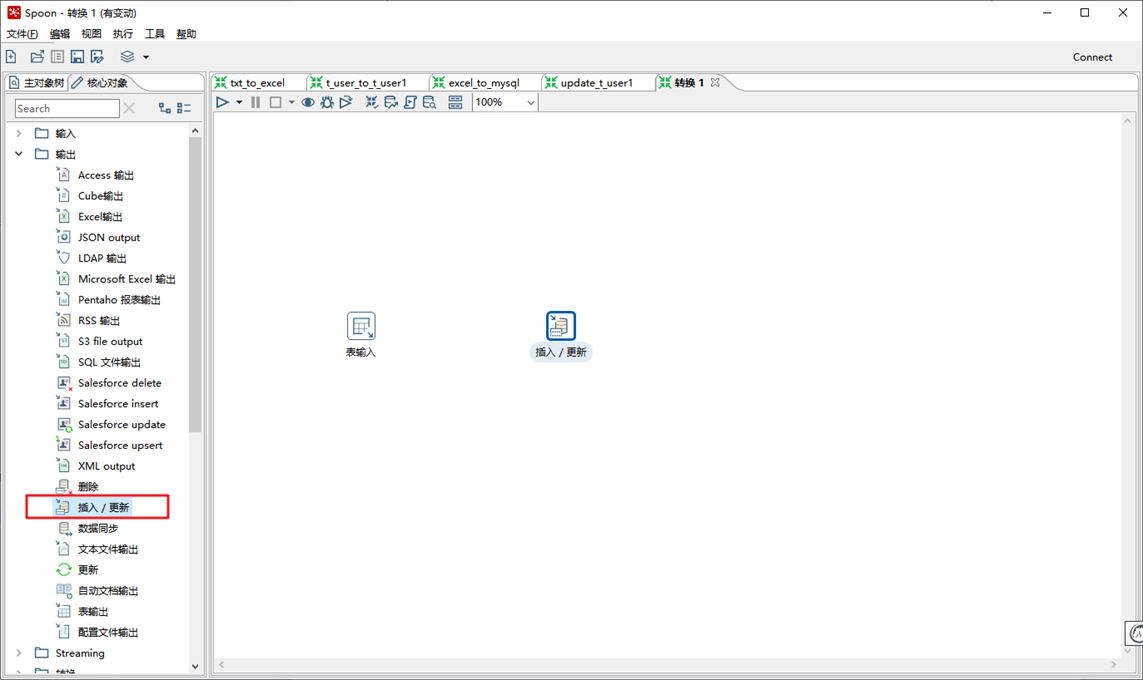 Spoon - 转换 1 (有变动)
文件(F) 编辑 视图 执行 工具 帮助
Connect
主对象树 核心对象
txt_to_excel t_user_to_t_user1 excel_to_mysql update_t_user1 转换 1
Search
100%
输入
输出
Access 输出
Cube输出
Excel输出
JSON output
LDAP 输出
Microsoft Excel 输出
Pentaho 报表输出
RSS 输出
S3 file output
SQL 文件输出
Salesforce delete
Salesforce insert
Salesforce update
Salesforce upsert
XML output
删除
插入 / 更新
数据同步
文本文件输出
更新
自动文档输出
表输出
配置文件输出
Streaming
转换
表输入
插入 / 更新